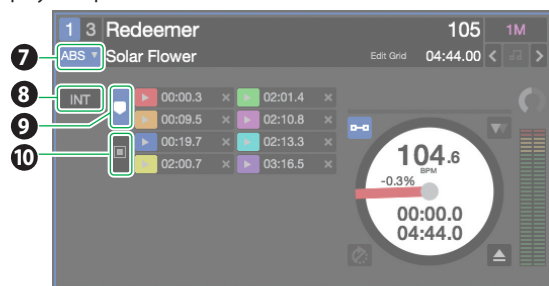 1 3 Redeemer 105 1M
7 ABS Solar Flower Edit Grid 04:44.00
8 INT 00:00.3 02:01.4
9 00:09.5 02:10.8
10 00:19.7 02:13.3
02:00.7 03:16.5
104.6
BPM
-0.3%
00:00.0
04:44.0